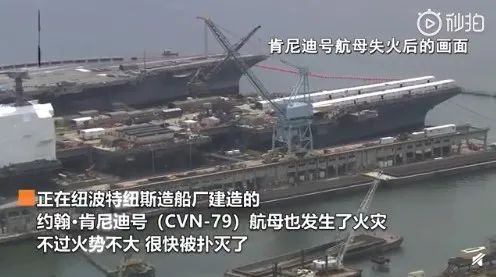 秒拍
肯尼迪号航母失火后的画面
正在纽波特纽斯造船厂建造的
约翰·肯尼迪号（CVN-79）航母也发生了火灾
不过火势不大 很快被扑灭了